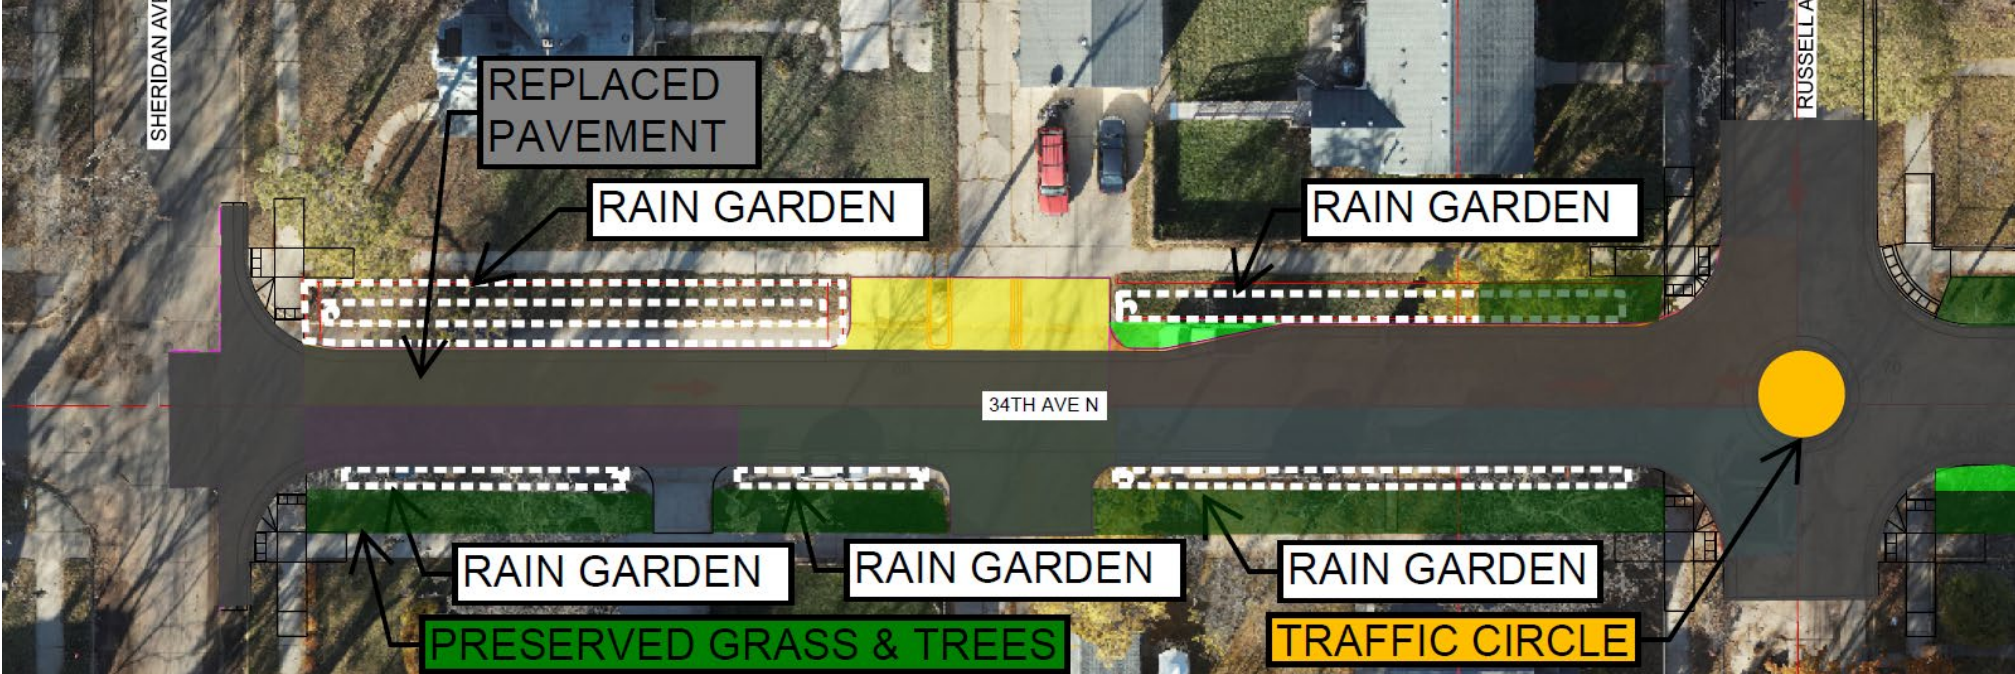 SHERIDAN AVE
RUSSELL A
REPLACED
PAVEMENT
RAIN GARDEN
RAIN GARDEN
34TH AVE N
RAIN GARDEN
RAIN GARDEN
RAIN GARDEN
PRESERVED GRASS & TREES
TRAFFIC CIRCLE